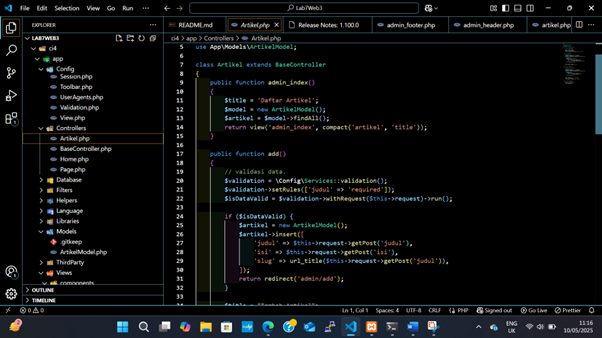 File Edit Selection View Go Run ...
Lab7Web3
EXPLORER
LAB7WEB3
ci4
app
Config
Session.php
Toolbar.php
UserAgents.php
Validation.php
View.php
Controllers
Artikel.php
BaseController.php
Home.php
Page.php
Database
Filters
Helpers
Language
Libraries
Models
.gitkeep
ArtikelModel.php
ThirdParty
Views
components
OUTLINE
TIMELINE
README.md
Artikel.php
Release Notes: 1.100.0
admin_footer.php
admin_header.php
artikel.php
ci4 > app > Controllers > Artikel.php
5 use App\Models\ArtikelModel;
6
7 class Artikel extends BaseController
8 {
9 public function admin_index()
10 {
11 $title = 'Daftar Artikel';
12 $model = new ArtikelModel();
13 $artikel = $model->findAll();
14 return view('admin_index', compact('artikel', 'title'));
15 }
16
17 public function add()
18 {
19 // validasi data.
20 $validation = \Config\Services::validation();
21 $validation->setRules(['judul' => 'required']);
22 $isDataValid = $validation->withRequest($this->request)->run();
23
24 if ($isDataValid) {
25 $artikel = new ArtikelModel();
26 $artikel->insert([
27 'judul' => $this->request->getPost('judul'),
28 'isi' => $this->request->getPost('isi'),
29 'slug' => url_title($this->request->getPost('judul')),
30 ]);
31 return redirect('admin/add');
32 }
33
0 0
Ln 1, Col 1 Spaces: 4 UTF-8 CRLF PHP Signed out Go Live Prettier
ENG
UK
11:16
10/05/2025